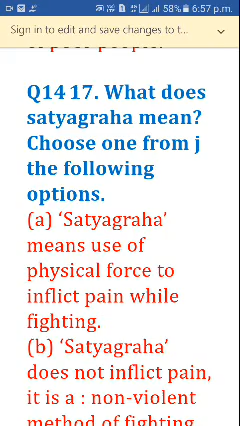 58% 6:57 p.m.
Sign in to edit and save changes to t...
Q14 17. What does
satyagraha mean?
Choose one from j
the following
options.
(a) ‘Satyagraha’
means use of
physical force to
inflict pain while
fighting.
(b) ‘Satyagraha’
does not inflict pain,
it is a : non-violent
method of fighting